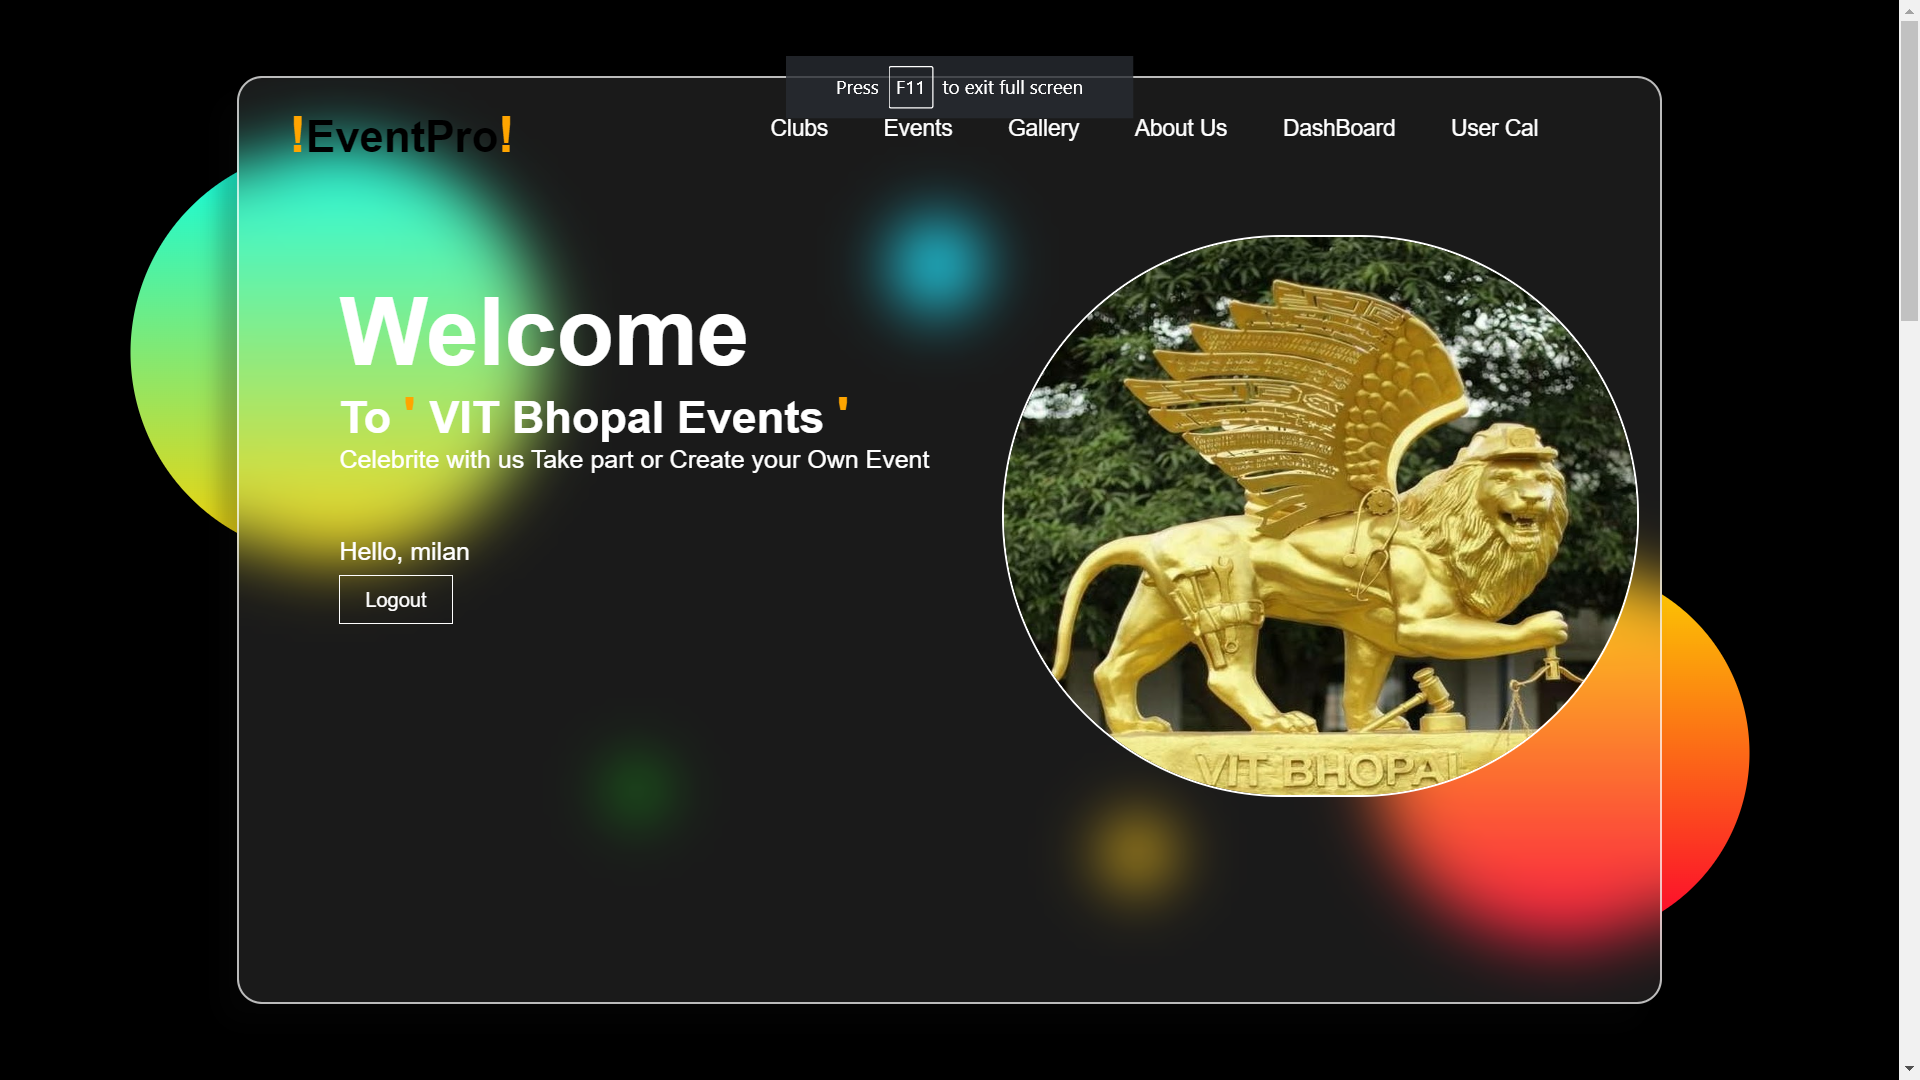 Press F11 to exit full screen
!EventPro!
Clubs Events Gallery About Us DashBoard User Cal
Welcome
To ' VIT Bhopal Events '
Celebrite with us Take part or Create your Own Event
Hello, milan
Logout
VIT BHOPAL